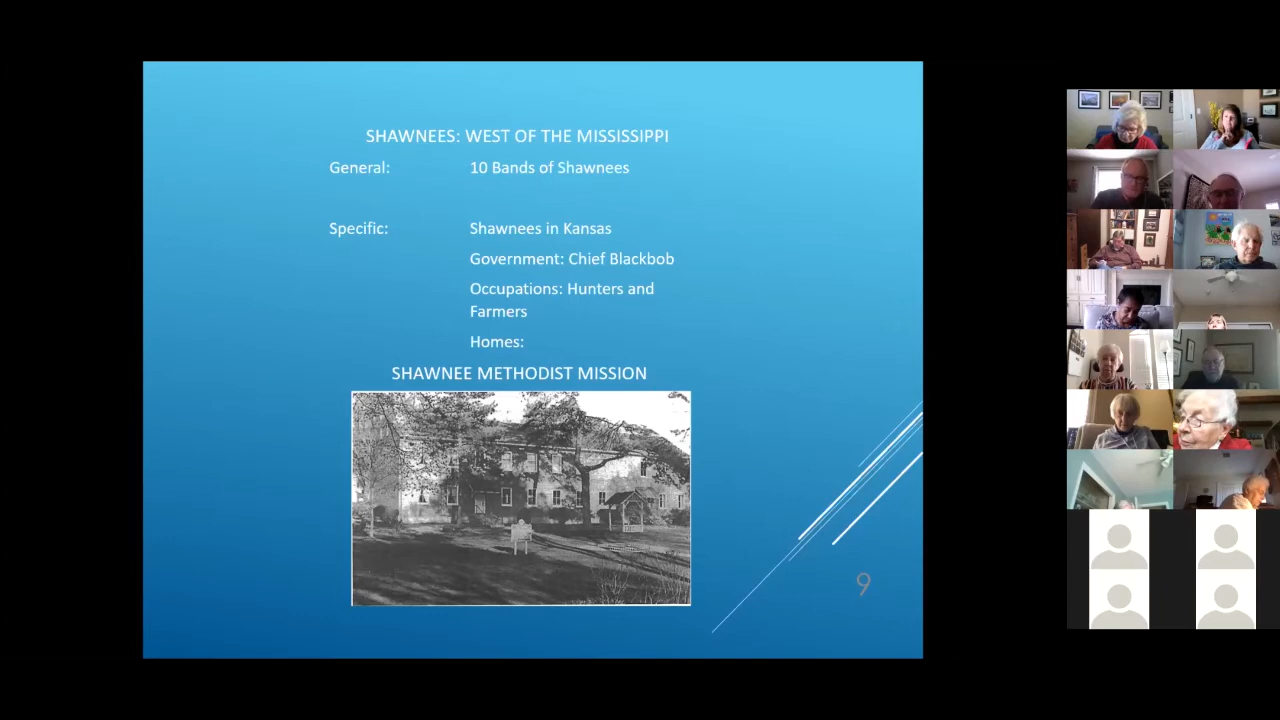 SHAWNEES: WEST OF THE MISSISSIPPI
General: 10 Bands of Shawnees
Specific: Shawnees in Kansas
Government: Chief Blackbob
Occupations: Hunters and
Farmers
Homes:
SHAWNEE METHODIST MISSION
9